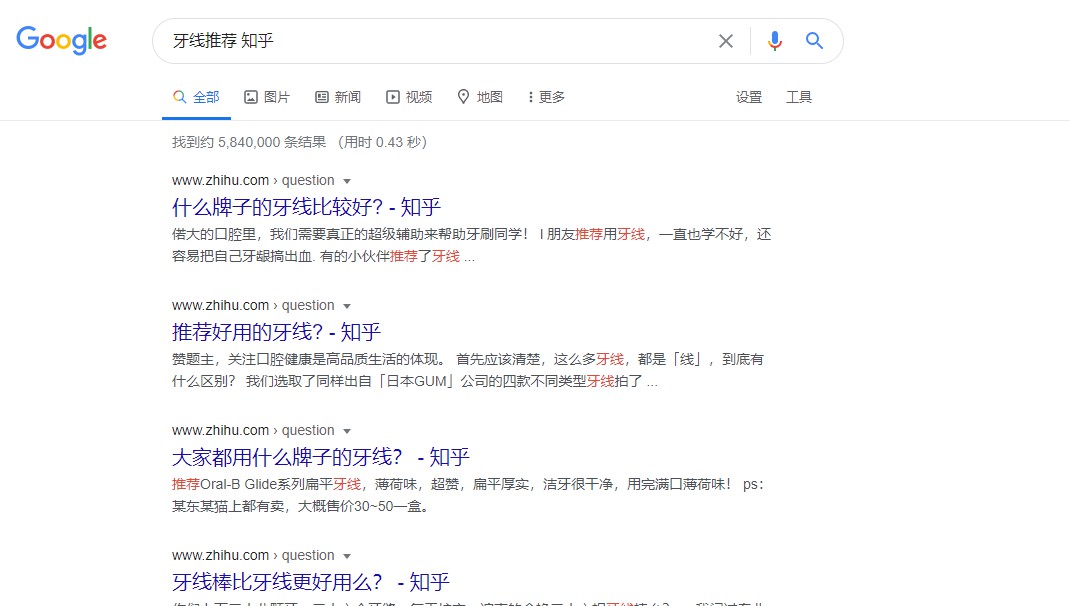 Google
牙线推荐 知乎
全部 图片 新闻 视频 地图 更多 设置 工具
找到约 5,840,000 条结果 （用时 0.43 秒）
www.zhihu.com › question
什么牌子的牙线比较好? - 知乎
偌大的口腔里，我们需要真正的超级辅助来帮助牙刷同学！ I 朋友推荐用牙线，一直也学不好，还
容易把自己牙龈搞出血. 有的小伙伴推荐了牙线 ...
www.zhihu.com › question
推荐好用的牙线? - 知乎
赞题主，关注口腔健康是高品质生活的体现。 首先应该清楚，这么多牙线，都是「线」，到底有
什么区别？ 我们选取了同样出自「日本GUM」公司的四款不同类型牙线拍了 ...
www.zhihu.com › question
大家都用什么牌子的牙线？ - 知乎
推荐Oral-B Glide系列扁平牙线，薄荷味，超赞，扁平厚实，洁牙很干净，用完满口薄荷味！ ps：
某东某猫上都有卖，大概售价30~50一盒。
www.zhihu.com › question
牙线棒比牙线更好用么？ - 知乎